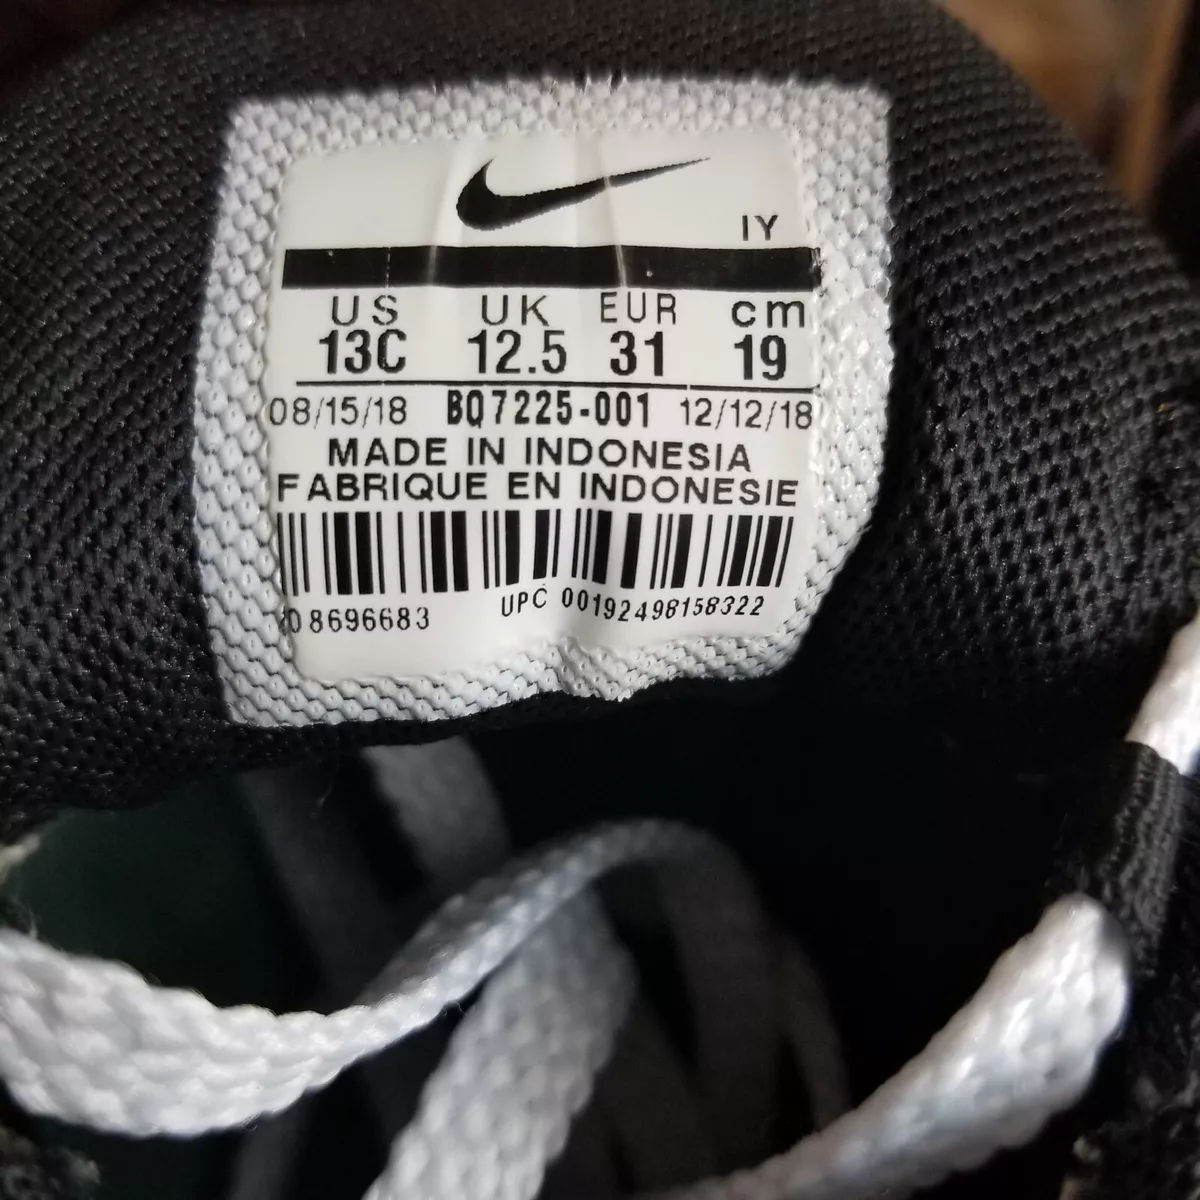 IY
US UK EUR cm
13C 12.5 31 19
08/15/18 BQ7225-001 12/12/18
MADE IN INDONESIA
FABRIQUE EN INDONESIE
08696683 UPC 00192498158322